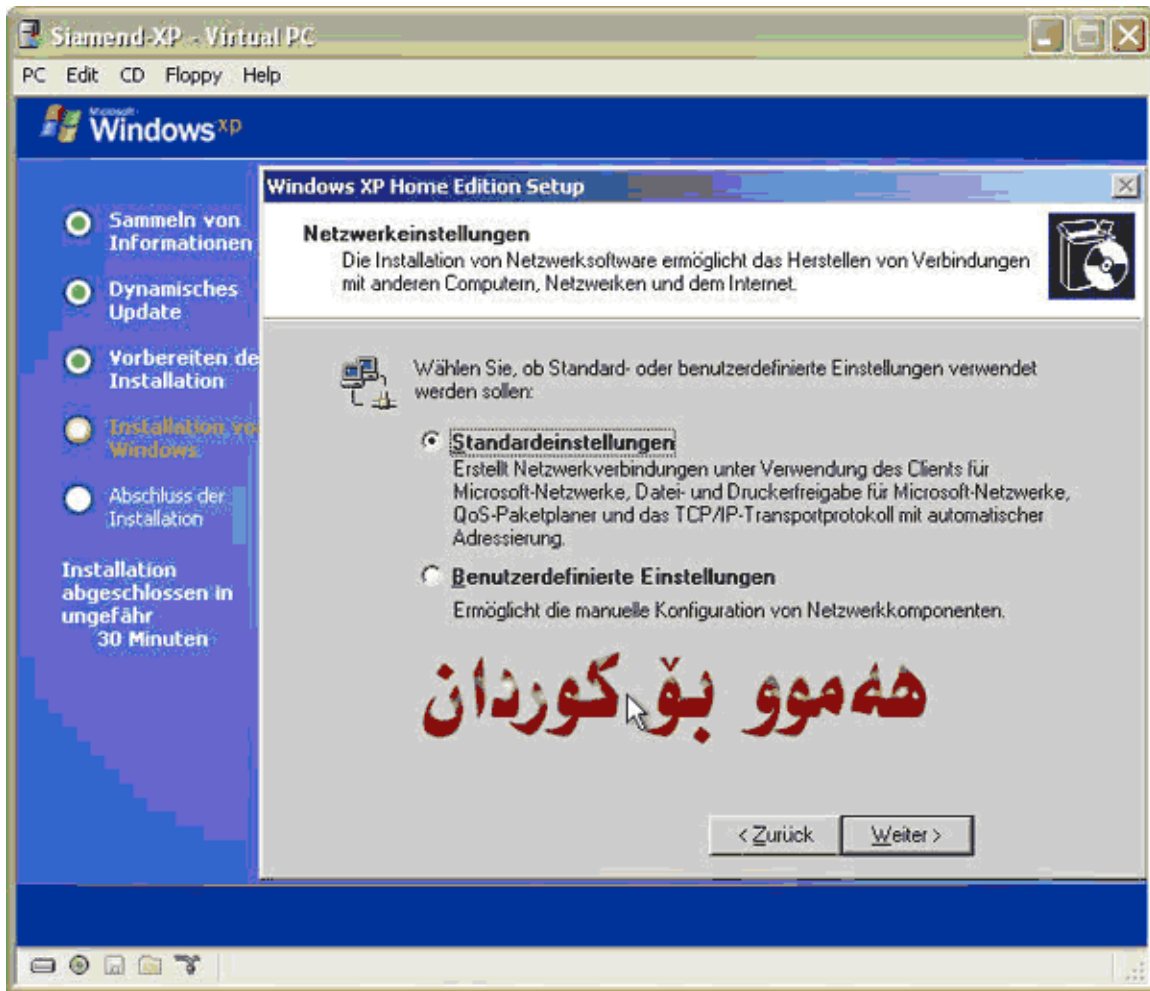 Siamend-XP - Virtual PC
PC Edit CD Floppy Help
Microsoft
Windows xp
Sammeln von
Informationen
Dynamisches
Update
Vorbereiten de
Installation
Installation vo
Windows
Abschluss der
Installation
Installation
abgeschlossen in
ungefähr
30 Minuten
Windows XP Home Edition Setup
Netzwerkeinstellungen
Die Installation von Netzwerksoftware ermöglicht das Herstellen von Verbindungen
mit anderen Computern, Netzwerken und dem Internet.
Wählen Sie, ob Standard- oder benutzerdefinierte Einstellungen verwendet
werden sollen:
Standardeinstellungen
Erstellt Netzwerkverbindungen unter Verwendung des Clients für
Microsoft-Netzwerke, Datei- und Druckerfreigabe für Microsoft-Netzwerke,
QoS-Paketplaner und das TCP/IP-Transportprotokoll mit automatischer
Adressierung.
Benutzerdefinierte Einstellungen
Ermöglicht die manuelle Konfiguration von Netzwerkkomponenten.
هەموو بۆ کوردان
< Zurück Weiter >